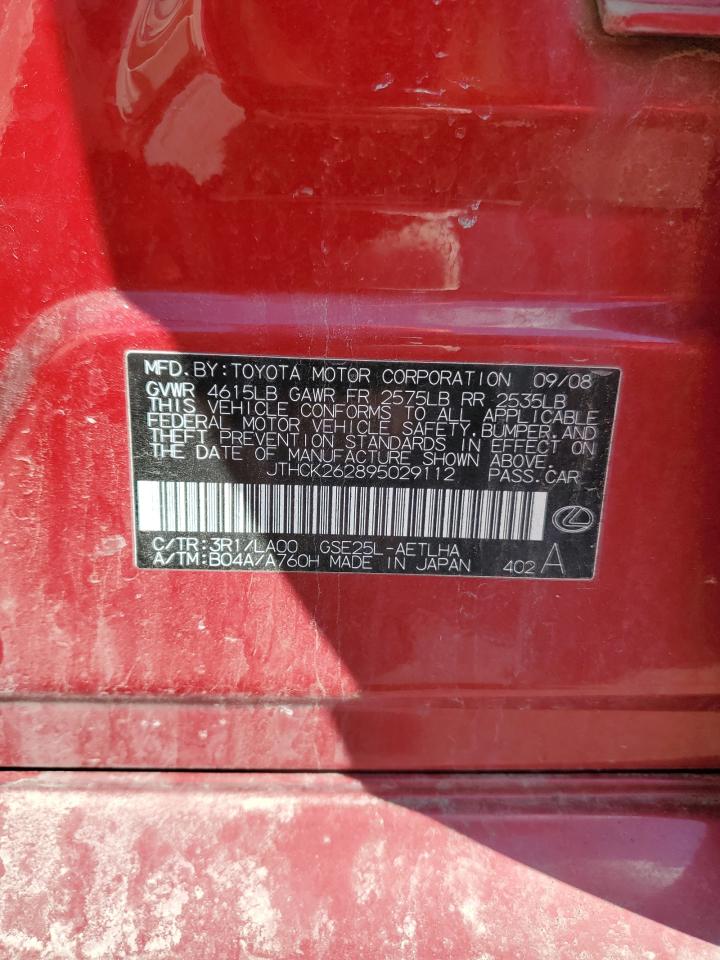 MFD. BY: TOYOTA MOTOR CORPORATION 09/08
GVWR 4615LB GAWR FR 2575LB RR 2535LB
THIS VEHICLE CONFORMS TO ALL APPLICABLE
FEDERAL MOTOR VEHICLE SAFETY, BUMPER, AND
THEFT PREVENTION STANDARDS IN EFFECT ON
THE DATE OF MANUFACTURE SHOWN ABOVE.
JTHCK262895029112 PASS. CAR
C/TR: 3R1/LA00 GSE25L-AETLHA
A/TM: B04A/A760H MADE IN JAPAN 402 A